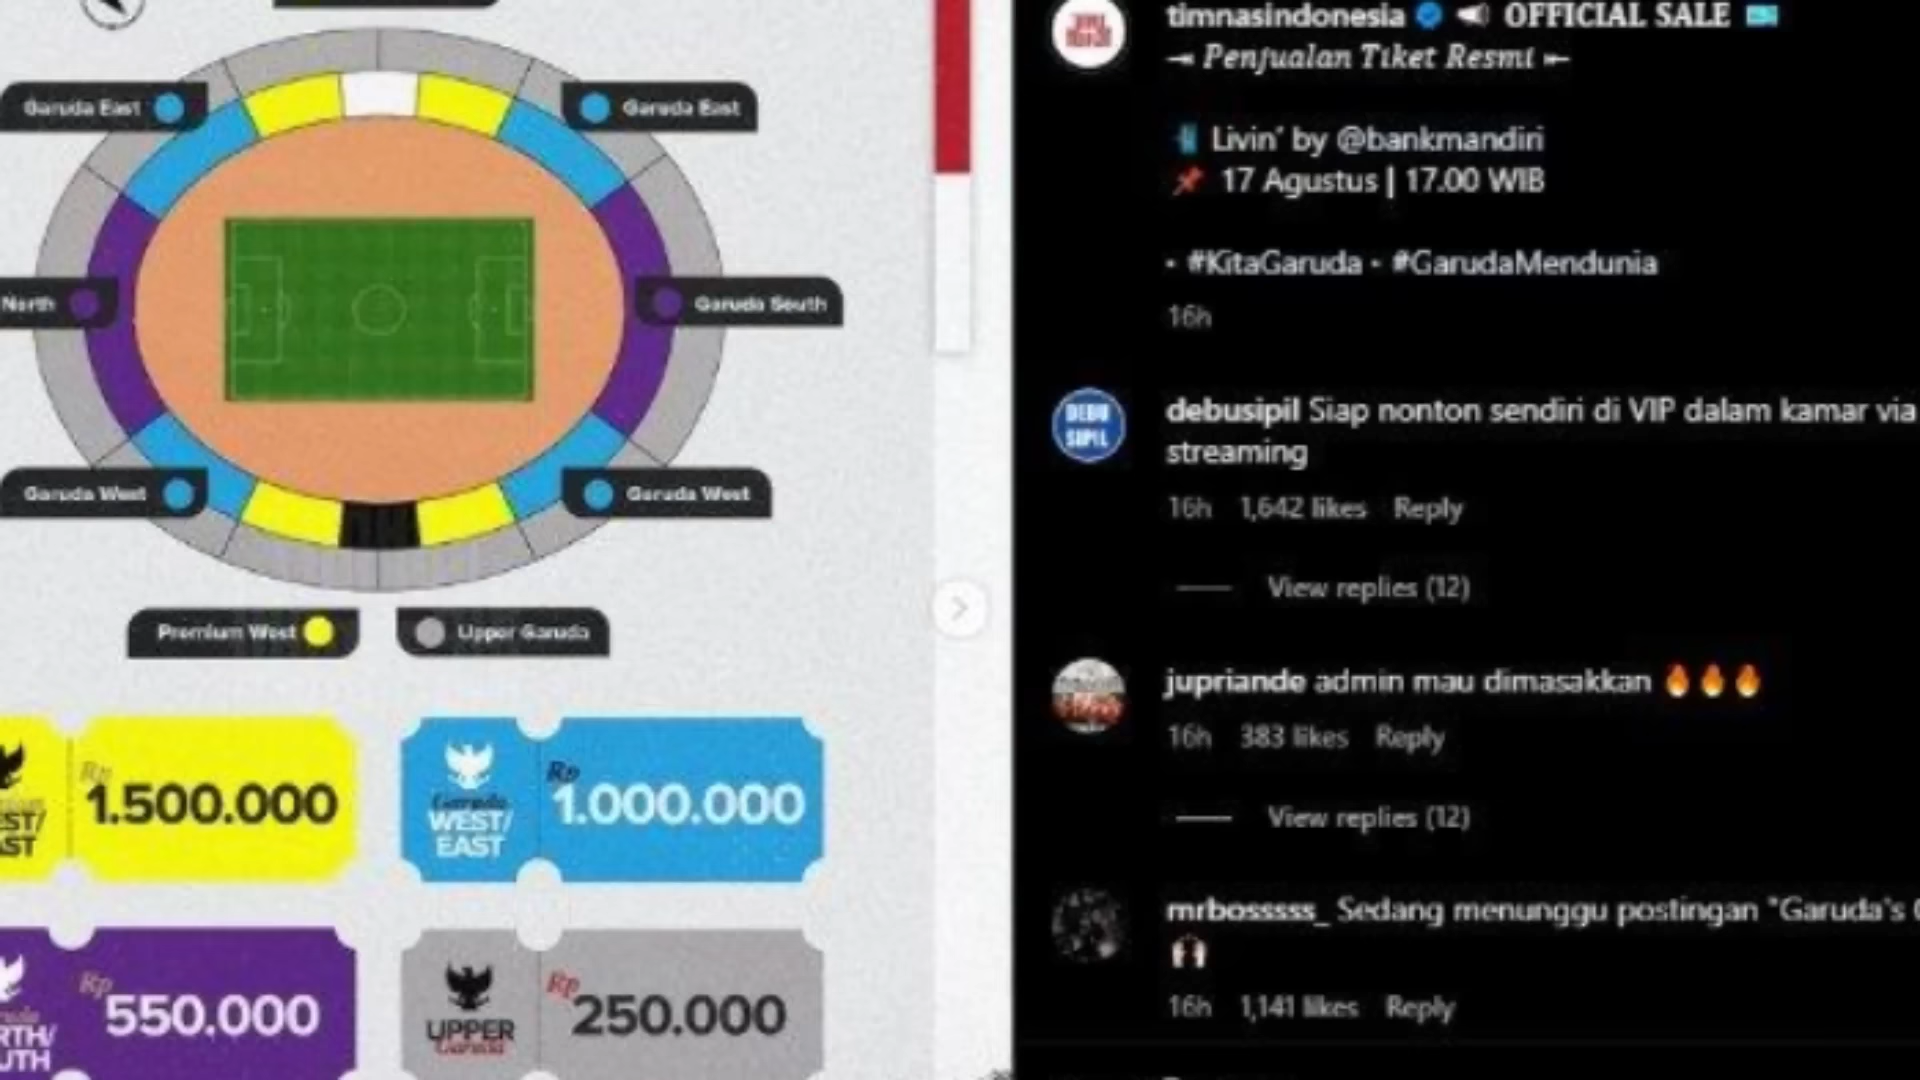 Garuda East
Garuda East
North
Garuda South
Garuda West
Garuda West
Premium West
Upper Garuda
Rp
1.500.000
Garuda
WEST/
EAST
Rp
1.000.000
Rp
550.000
UPPER
Garuda
Rp
250.000
timnasindonesia OFFICIAL SALE
Penjualan Tiket Resmi
Livin' by @bankmandiri
17 Agustus | 17.00 WIB
• #KitaGaruda • #GarudaMendunia
16h
debusipil Siap nonton sendiri di VIP dalam kamar via
streaming
16h 1,642 likes Reply
View replies (12)
jupriande admin mau dimasakkan 🔥🔥🔥
16h 383 likes Reply
View replies (12)
mrbosssss_ Sedang menunggu postingan "Garuda's
16h 1,141 likes Reply
DEBU
SIPIL